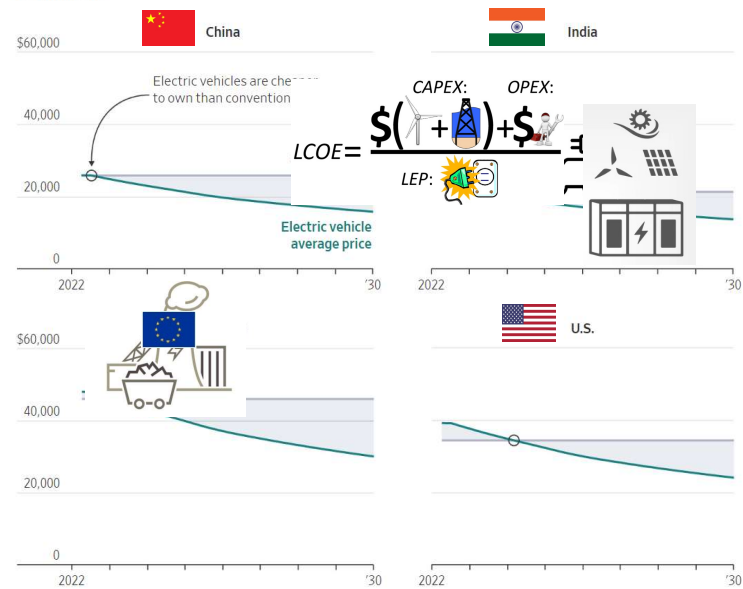 China
India
$60,000
Electric vehicles are
to own than convention
40,000
20,000
0
CAPEX: OPEX:
LCOE = $( + ) + $
LEP:
Electric vehicle
average price
2022 '30
2022 '30
U.S.
$60,000
40,000
20,000
0
2022 '30
2022 '30